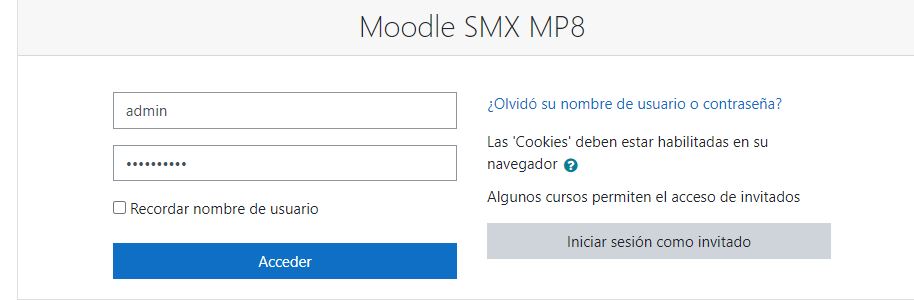 Moodle SMX MP8
admin
••••••••••
Recordar nombre de usuario
Acceder
¿Olvidó su nombre de usuario o contraseña?
Las 'Cookies' deben estar habilitadas en su
navegador ?
Algunos cursos permiten el acceso de invitados
Iniciar sesión como invitado